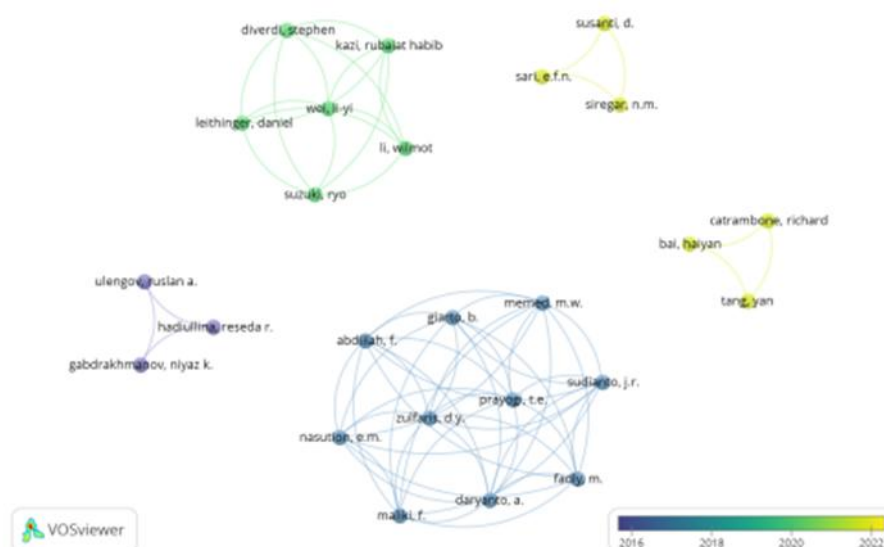 diverdi, stephen
kazi, rubaiat habib
wei, li-yi
leithinger, daniel
li, wilmot
suzuki, ryo
susanti, d.
sari, e.f.n.
siregar, n.m.
catrambone, richard
bai, haiyan
tang, yan
ulengov, ruslan a.
hadiullina, reseda r.
gabdrakhmanov, niyaz k.
memed, m.w.
giarto, b.
abdillah, f.
sudianto, j.r.
prayogi, t.e.
zulfaris, d.y.
nasution, e.m.
fadly, m.
daryanto, a.
maliki, f.
VOSviewer
2016 2018 2020 2022